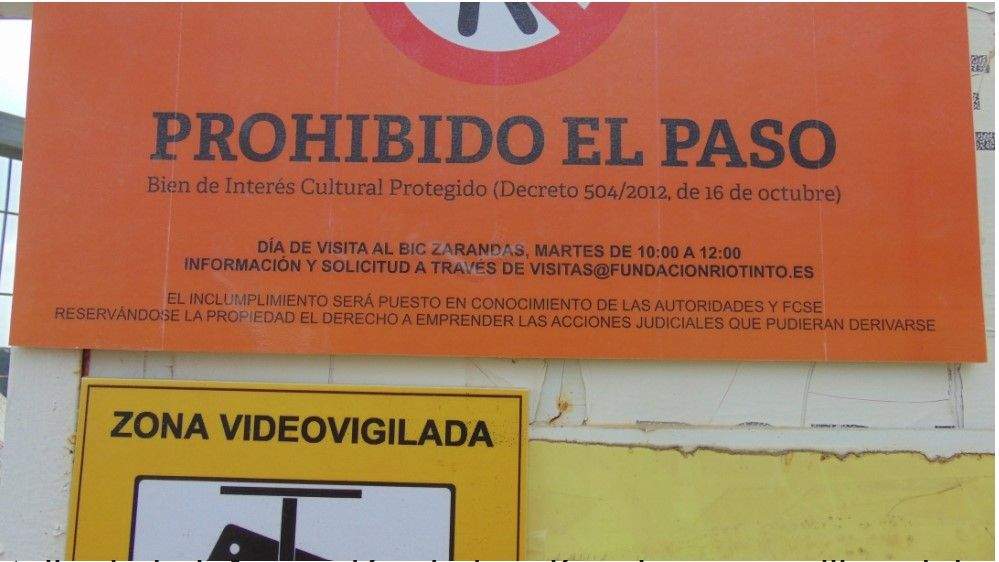 PROHIBIDO EL PASO
Bien de Interés Cultural Protegido (Decreto 504/2012, de 16 de octubre)
DÍA DE VISITA AL BIC ZARANDAS, MARTES DE 10:00 A 12:00
INFORMACIÓN Y SOLICITUD A TRAVÉS DE VISITAS@FUNDACIONRIOTINTO.ES
EL INCLUMPLIMIENTO SERÁ PUESTO EN CONOCIMIENTO DE LAS AUTORIDADES Y FCSE
RESERVÁNDOSE LA PROPIEDAD EL DERECHO A EMPRENDER LAS ACCIONES JUDICIALES QUE PUDIERAN DERIVARSE
ZONA VIDEOVIGILADA